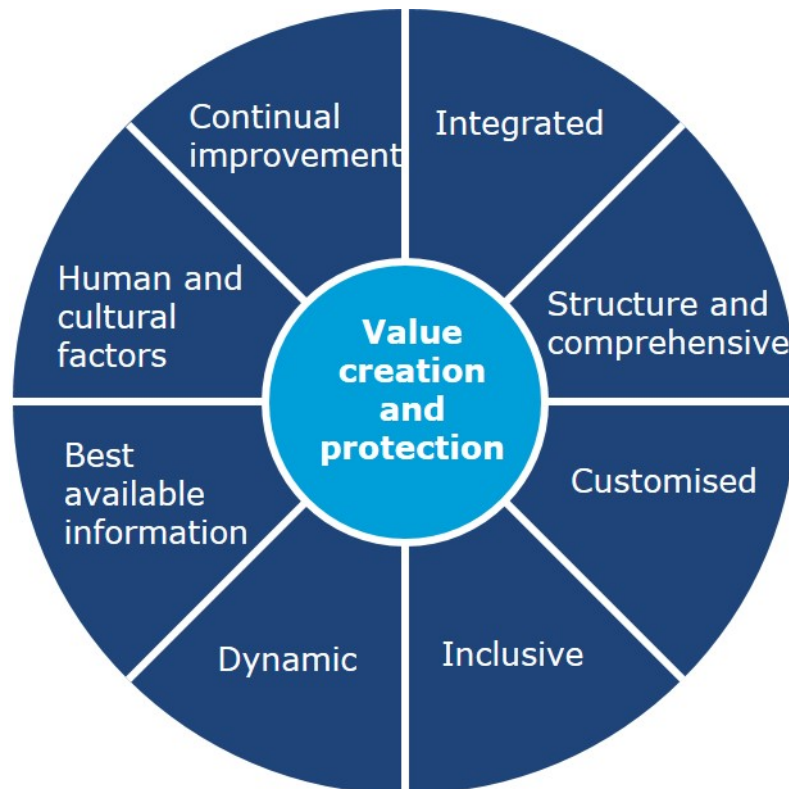 Continual
improvement
Integrated
Human and
cultural
factors
Structure and
comprehensive
Value
creation
and
protection
Best
available
information
Customised
Dynamic
Inclusive